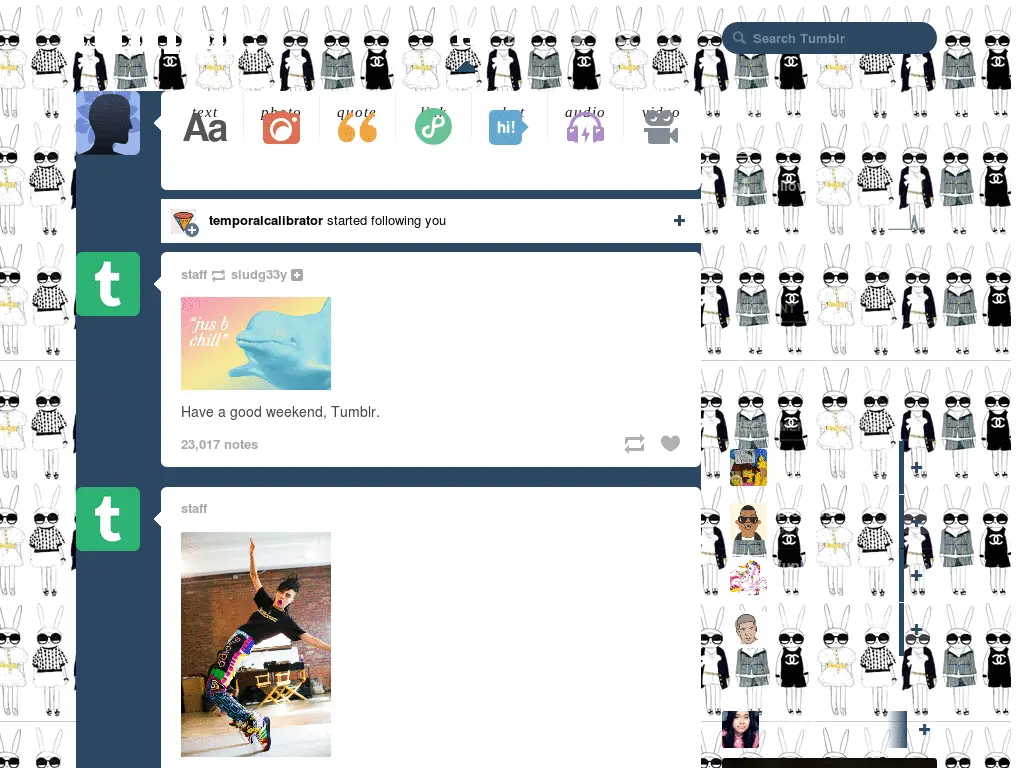 Search Tumblr
text photo quote link chat audio video
Aa
hi!
temporalcalibrator started following you
staff sludg33y
"jus b
chill"
Have a good weekend, Tumblr.
23,017 notes
staff